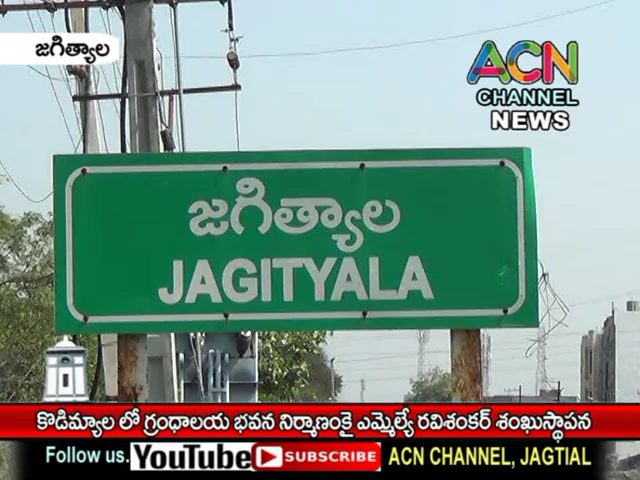 జగిత్యాల
ACN
CHANNEL
NEWS
జగిత్యాల
JAGITYALA
కొడిమ్యాల లో గ్రంధాలయ భవన నిర్మాణంకై ఎమ్మెల్యే రవిశంకర్ శంఖుస్థాపన
Follow us. YouTube SUBSCRIBE ACN CHANNEL, JAGTIAL